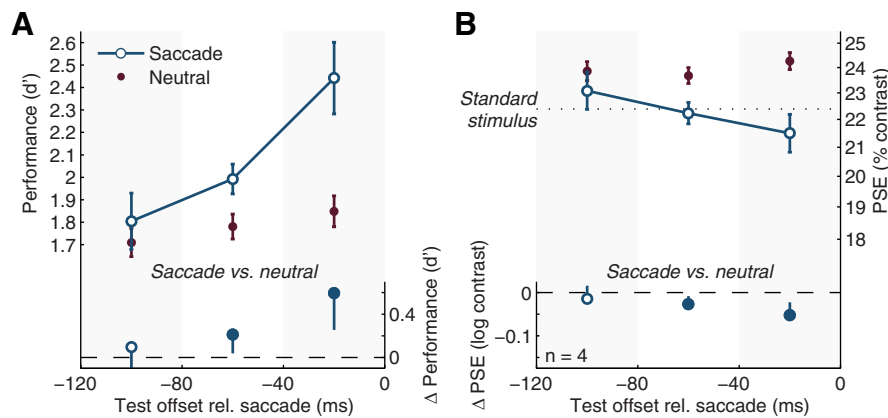 A
B
2.6
2.5
2.4
2.3
2.2
2.1
2
1.9
1.8
1.7
Performance (d')
Saccade
Neutral
Saccade vs. neutral
0.4
0
Δ Performance (d')
−120
−80
−40
0
Test offset rel. saccade (ms)
Standard
stimulus
25
24
23
22
21
20
19
18
PSE (% contrast)
Saccade vs. neutral
0
−0.1
Δ PSE (log contrast)
n = 4
−120
−80
−40
0
Test offset rel. saccade (ms)